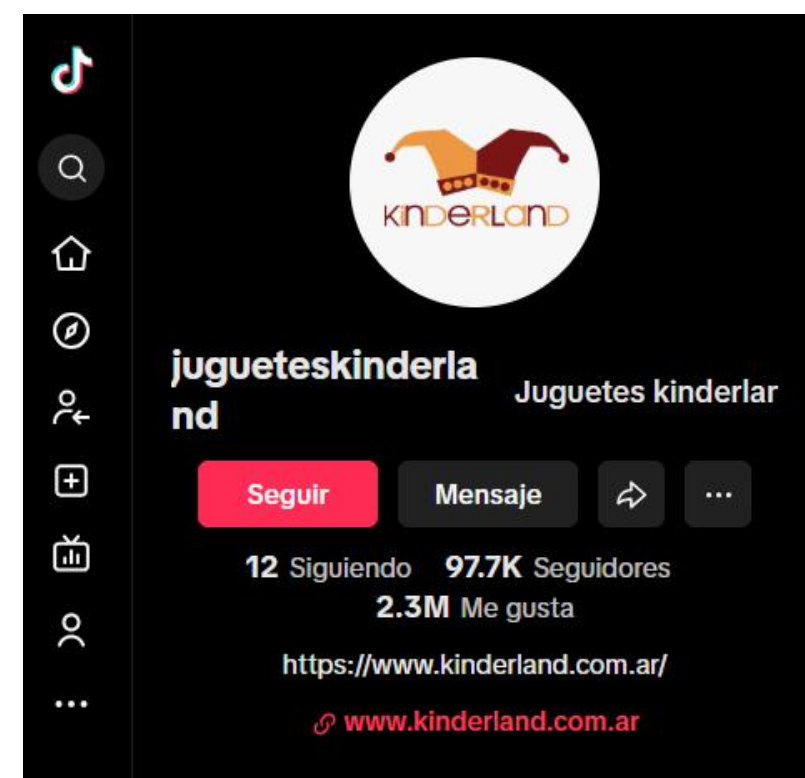 KINDERLAND
jugueteskinderla
nd
Juguetes kinderlar
Seguir
Mensaje
12 Siguiendo 97.7K Seguidores
2.3M Me gusta
https://www.kinderland.com.ar/
www.kinderland.com.ar